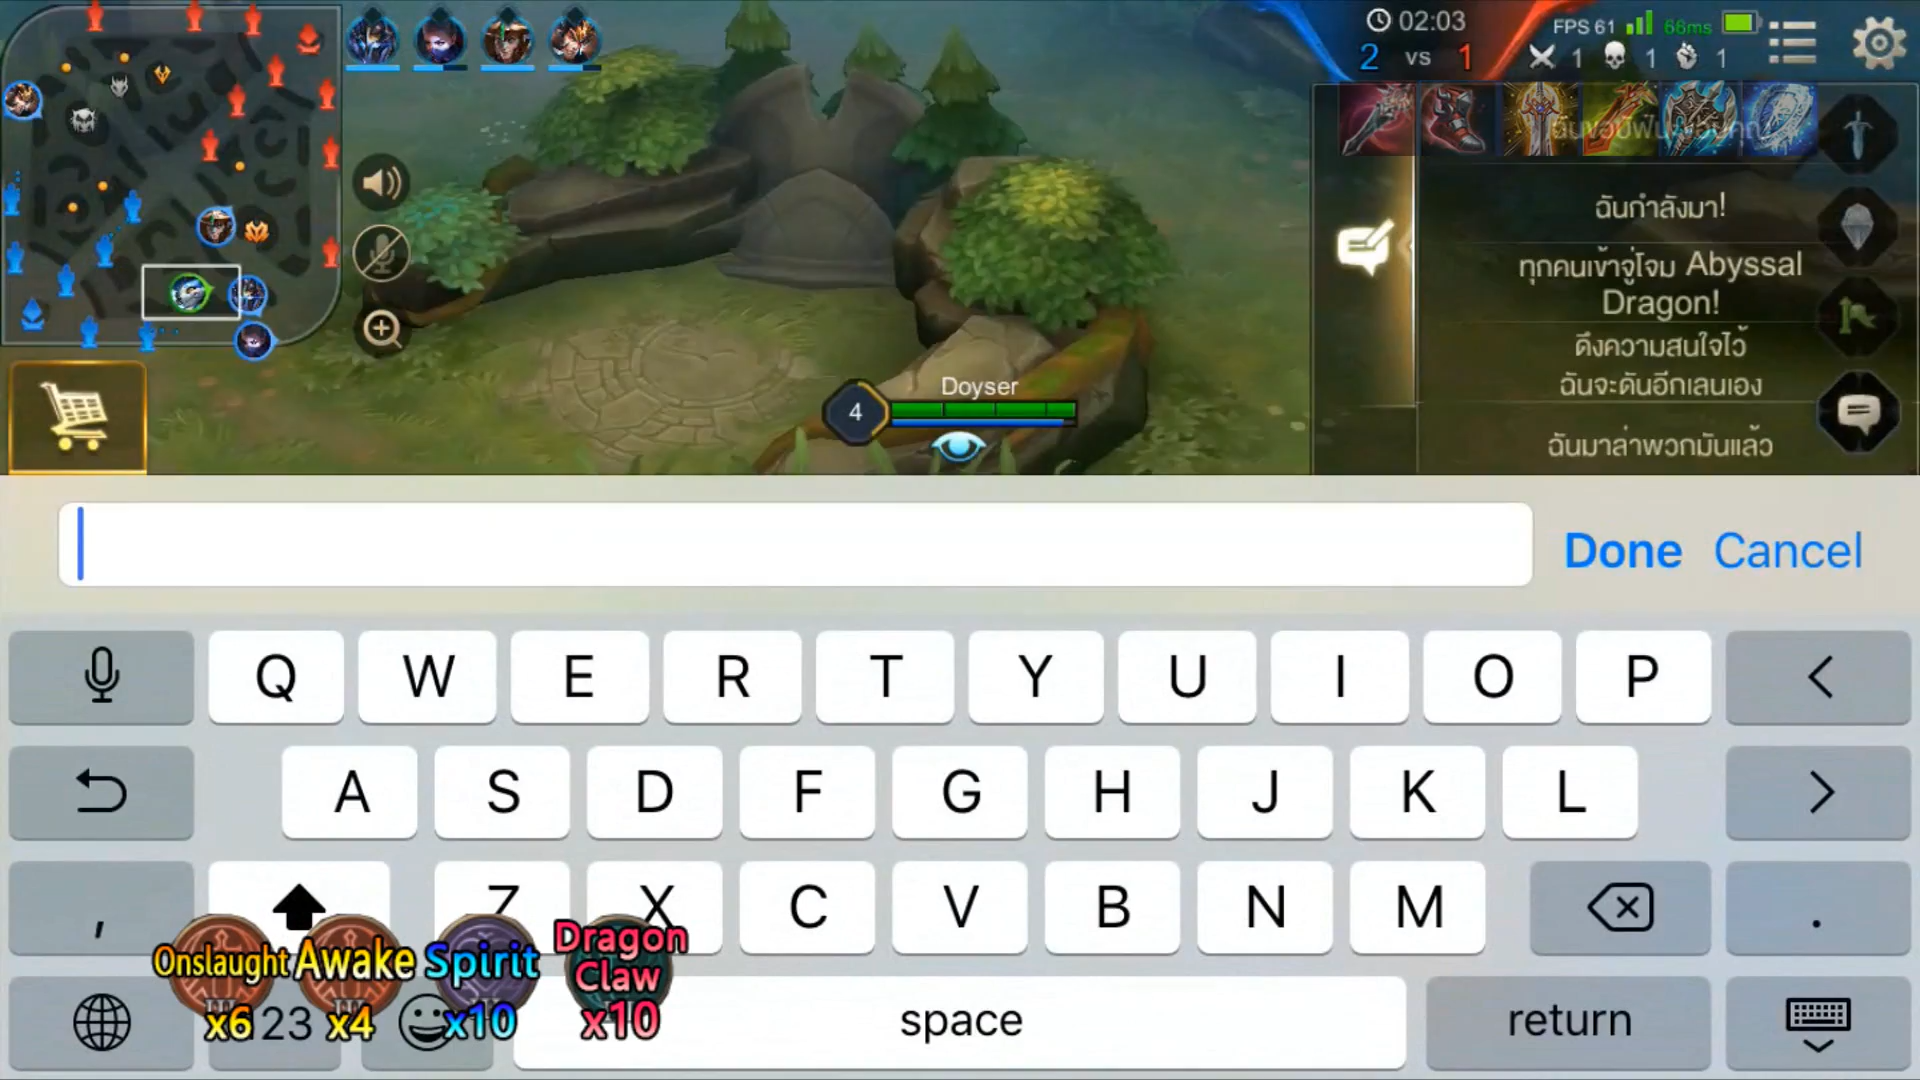 02:03
FPS 61
66ms
2 vs 1
1 1 1
ฉันกำลังมา!
ทุกคนเข้าจู่โจม Abyssal
Dragon!
ดึงความสนใจไว้
ฉันจะดันอีกเลนเอง
ฉันมาล่าพวกมันแล้ว
Doyser
4
Done Cancel
Q W E R T Y U I O P
A S D F G H J K L
, Z X C V B N M .
Onslaught Awake Spirit Dragon
Claw
x6 23 x4 x10 x10
space return